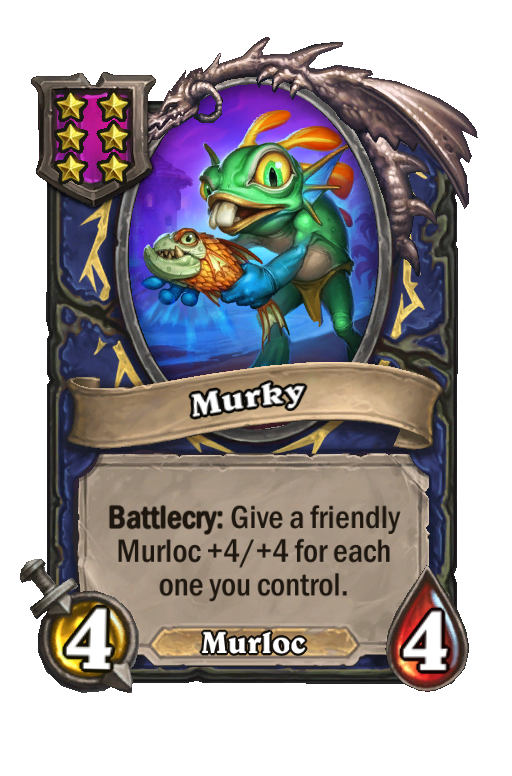 Murky
Battlecry: Give a friendly
Murloc +4/+4 for each
one you control.
4
Murloc
4